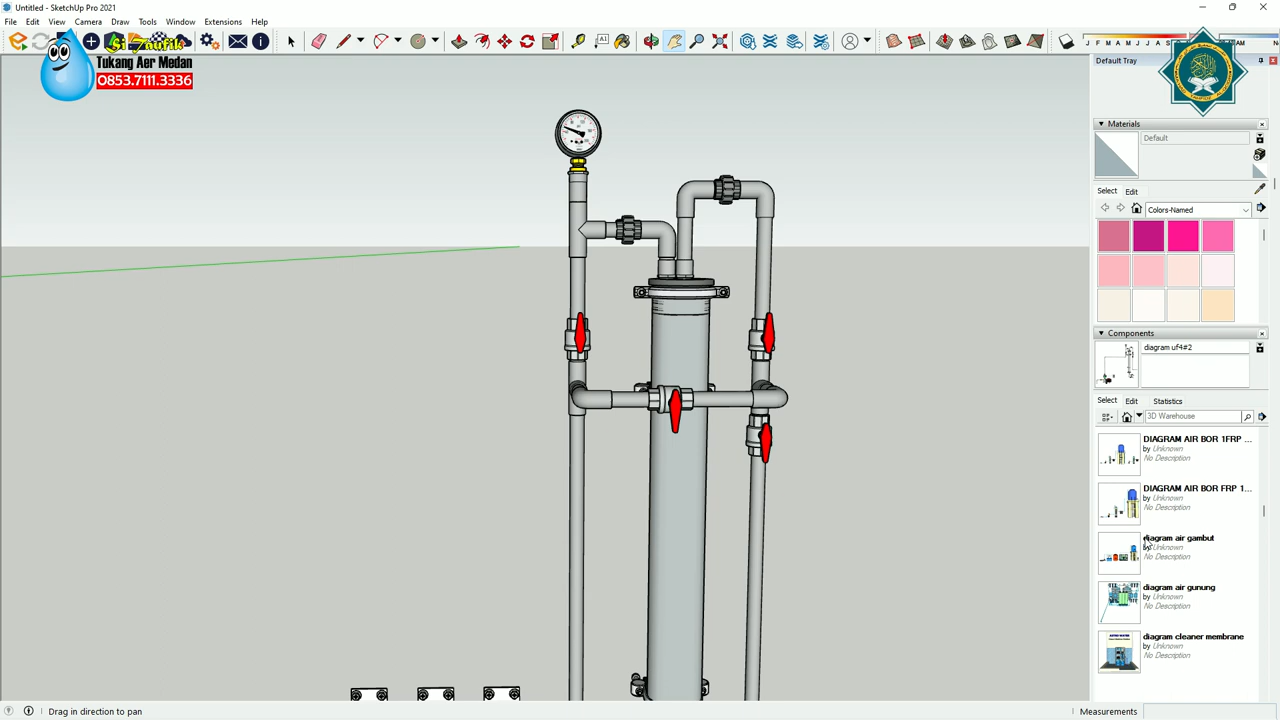 Untitled - SketchUp Pro 2021
File Edit View Camera Draw Tools Window Extensions Help
Si Taufik
Tukang Aer Medan
0853.7111.3336
J F M A M J J A S O N D
AM
Default Tray
Materials
Default
Select Edit
Colors-Named
Components
diagram uf4#2
Select Edit Statistics
3D Warehouse
DIAGRAM AIR BOR 1FRP ...
by Unknown
No Description
DIAGRAM AIR BOR FRP 1...
by Unknown
No Description
diagram air gambut
by Unknown
No Description
diagram air gunung
by Unknown
No Description
diagram cleaner membrane
by Unknown
No Description
Drag in direction to pan
Measurements